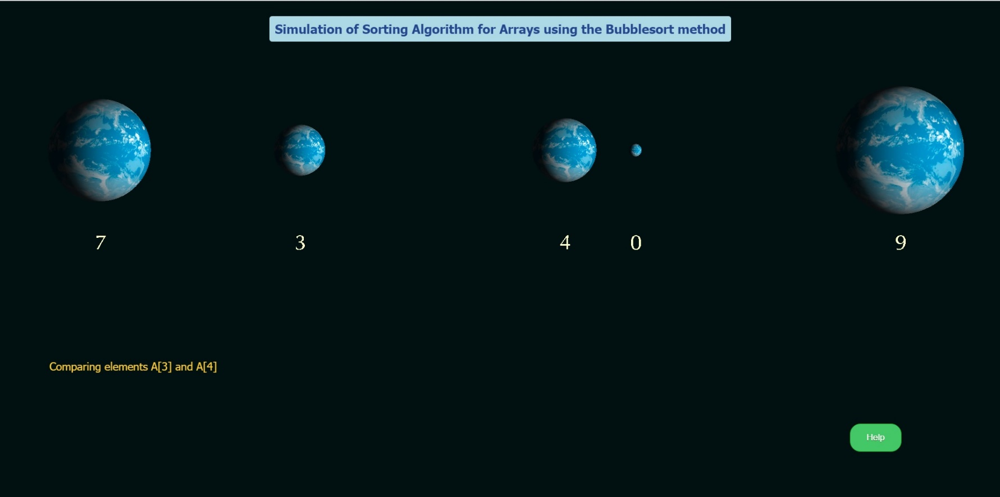 Simulation of Sorting Algorithm for Arrays using the Bubblesort method
7 3 4 0 9
Comparing elements A[3] and A[4]
Help